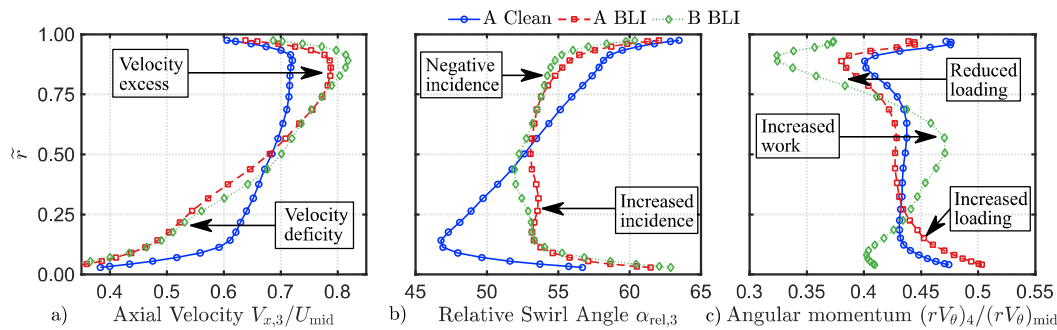 A Clean A BLI B BLI
r̃
1.00
0.75
0.50
0.25
0.00
Velocity
excess
Velocity
deficity
0.4 0.5 0.6 0.7 0.8
a) Axial Velocity V_{x,3}/U_{mid}
Negative
incidence
Increased
incidence
45 50 55 60 65
b) Relative Swirl Angle α_{rel,3}
Reduced
loading
Increased
work
Increased
loading
0.3 0.35 0.4 0.45 0.5 0.55
c) Angular momentum (rV_θ)_4/(rV_θ)_{mid}